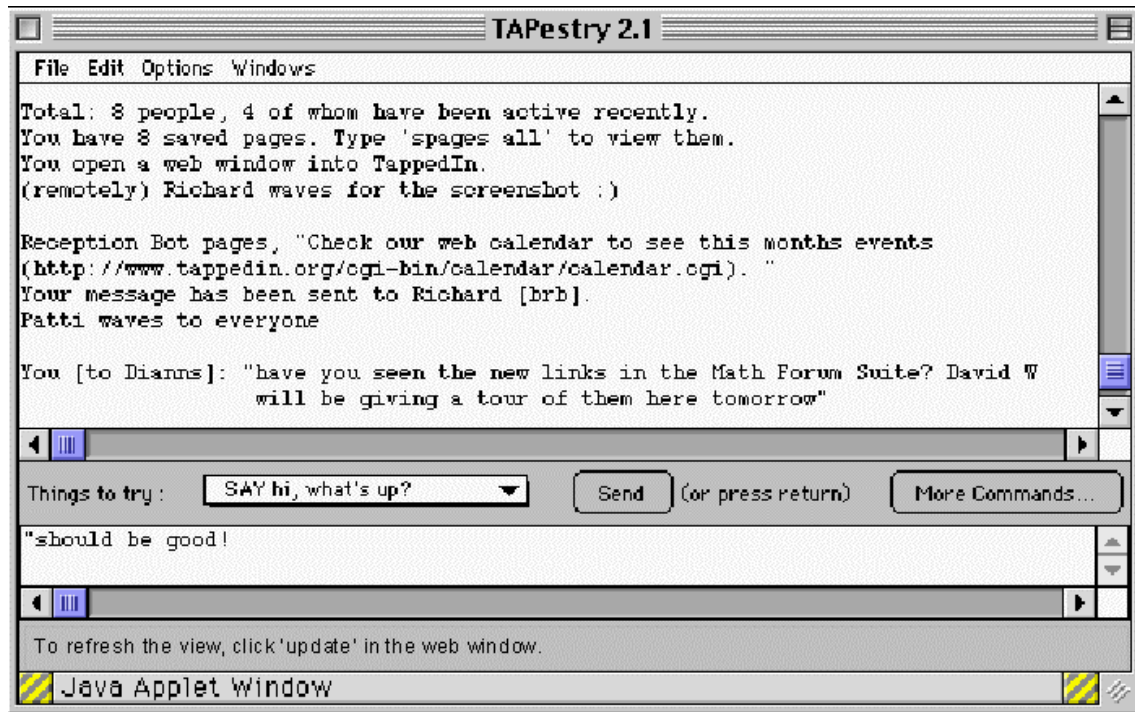 TAPestry 2.1
File Edit Options Windows
Total: 8 people, 4 of whom have been active recently.
You have 8 saved pages. Type 'spages all' to view them.
You open a web window into TappedIn.
(remotely) Richard waves for the screenshot :)
Reception Bot pages, "Check our web calendar to see this months events
(http://www.tappedin.org/cgi-bin/calendar/calendar.cgi). "
Your message has been sent to Richard [brb].
Patti waves to everyone
You [to Dianns]: "have you seen the new links in the Math Forum Suite? David W
will be giving a tour of them here tomorrow"
Things to try : SAY hi, what's up? Send (or press return) More Commands...
"should be good!
To refresh the view, click 'update' in the web window.
Java Applet Window